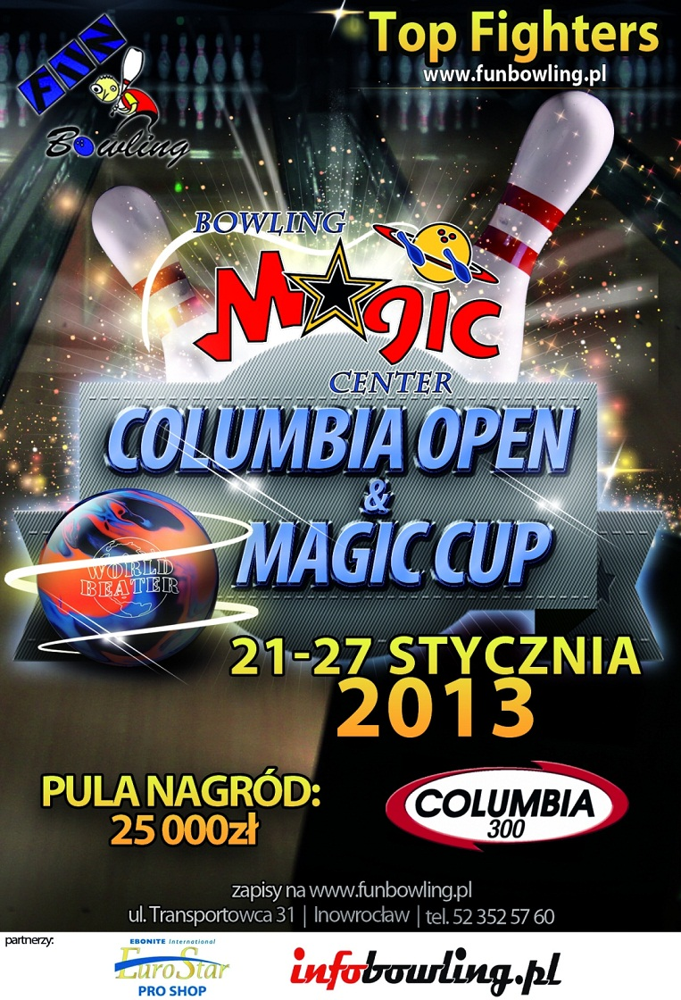 FUN
Bowling
Top Fighters
www.funbowling.pl
BOWLING
MAGIC
CENTER
COLUMBIA OPEN
&
MAGIC CUP
WORLD
BEATER
21-27 STYCZNIA
2013
PULA NAGRÓD:
25 000zł
COLUMBIA
300
zapisy na www.funbowling.pl
ul. Transportowca 31 | Inowrocław | tel. 52 352 57 60
partnerzy:
EBONITE International
EuroStar
PRO SHOP
infobowling.pl